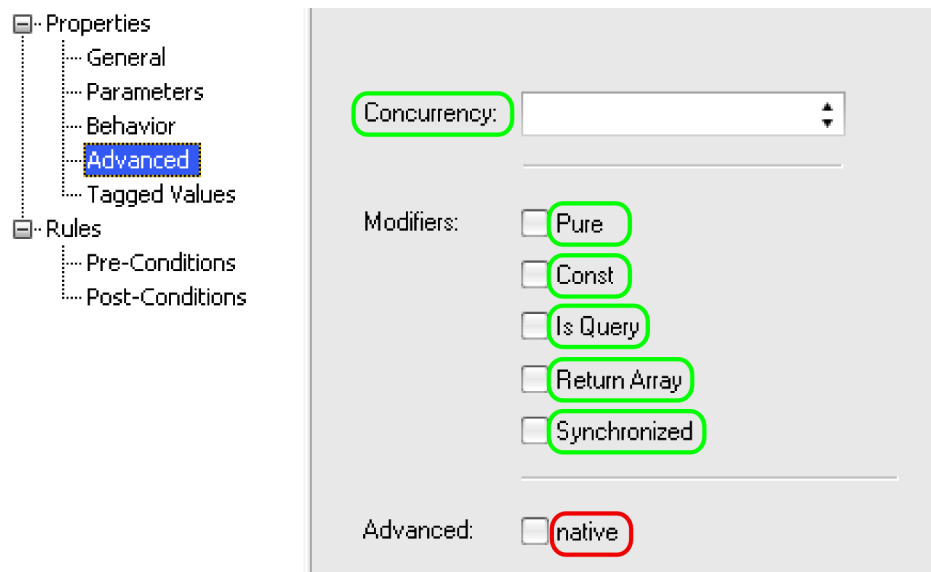 Properties
General
Parameters
Behavior
Advanced
Tagged Values
Rules
Pre-Conditions
Post-Conditions
Concurrency:
Modifiers:
Pure
Const
Is Query
Return Array
Synchronized
Advanced:
native